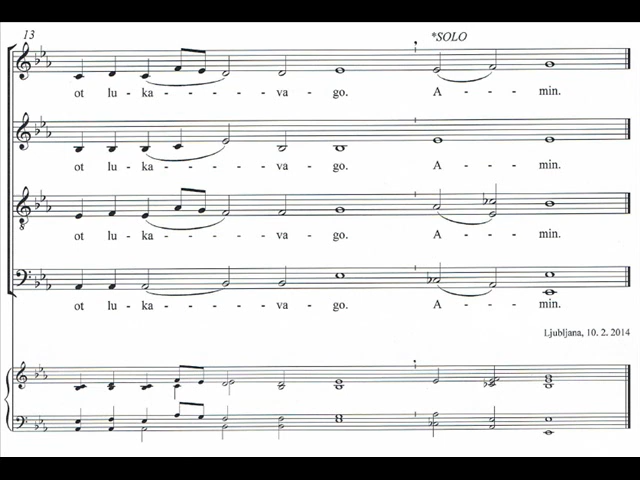 13
*SOLO
ot lu - ka - - - - va - go. A - - - min.
ot lu - ka - - - - va - go. A - - - min.
ot lu - ka - - - - va - go. A - - - min.
8
ot lu - ka - - - - va - go. A - - - min.
Ljubljana, 10. 2. 2014